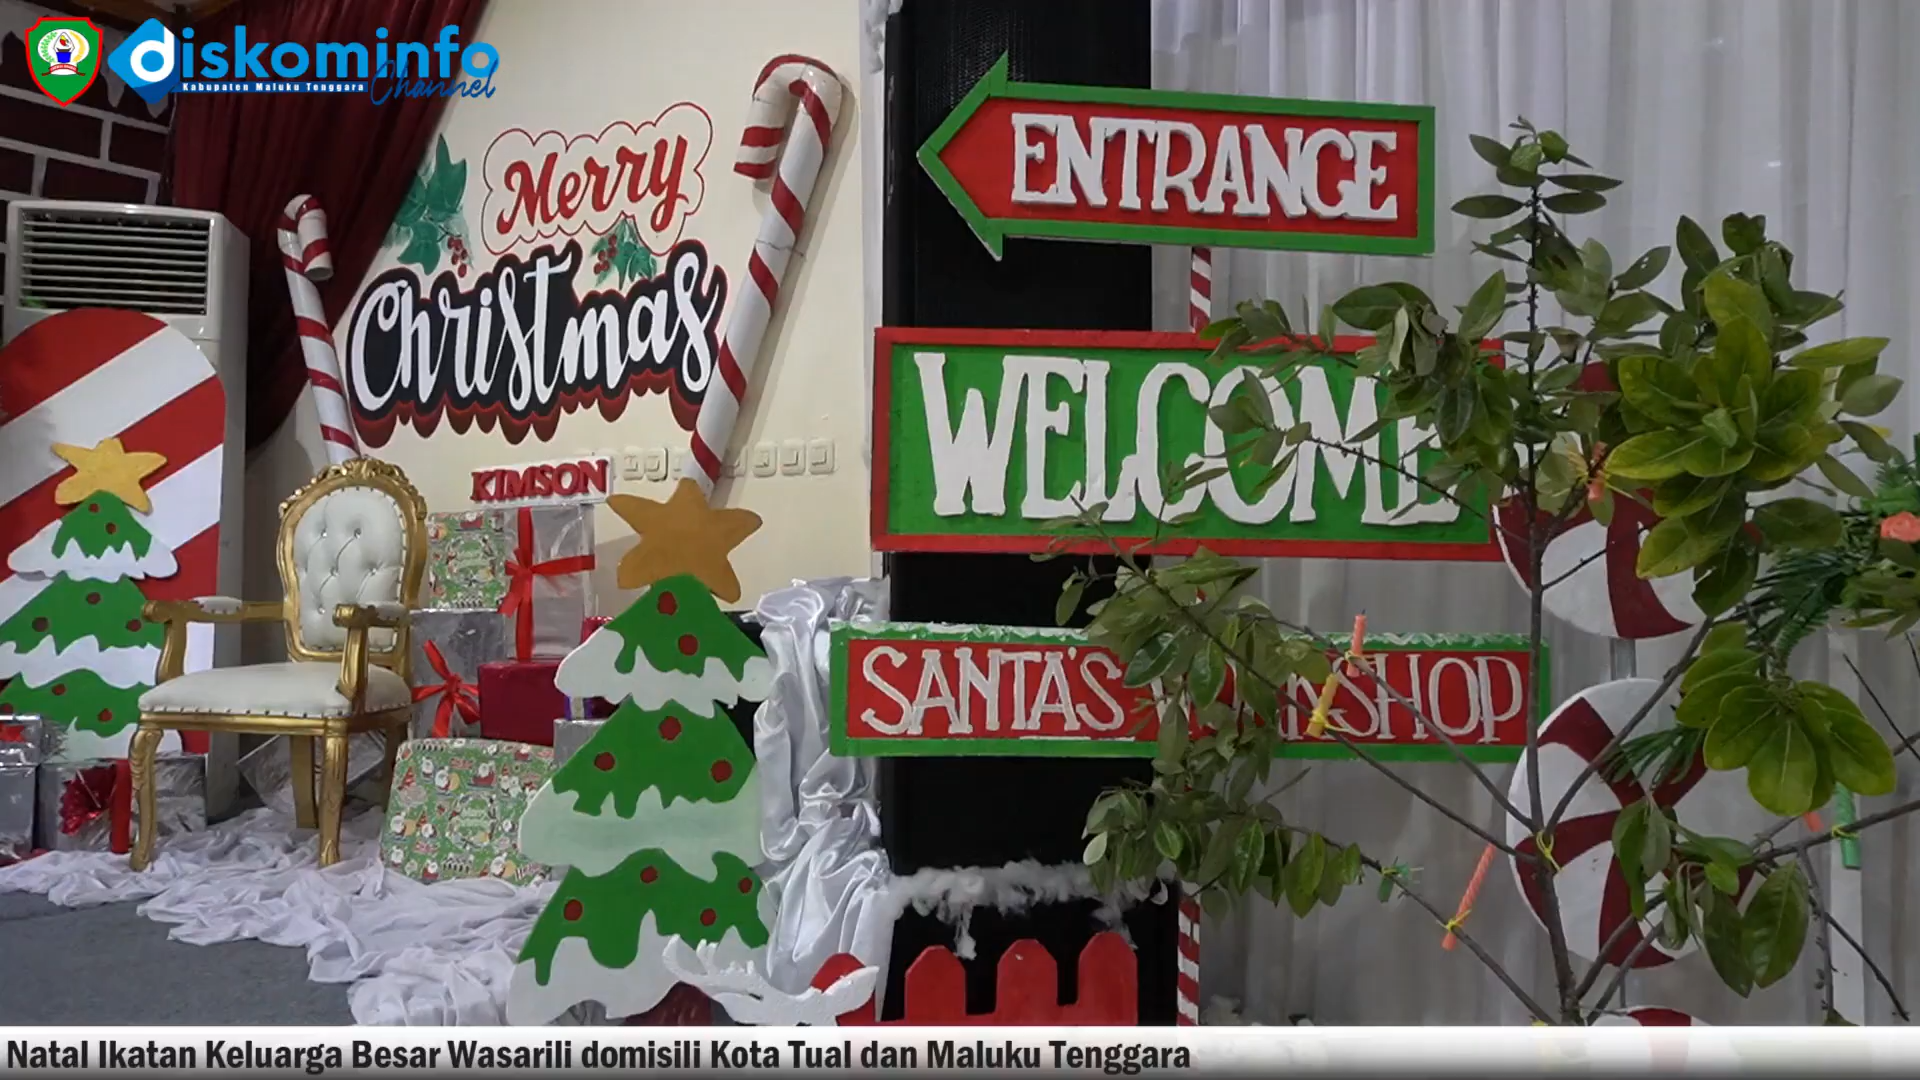 diskominfo
Kabupaten Maluku Tenggara
Channel
Merry
Christmas
KIMSON
ENTRANCE
WELCOME
SANTA'S WORKSHOP
Natal Ikatan Keluarga Besar Wasarili domisili Kota Tual dan Maluku Tenggara